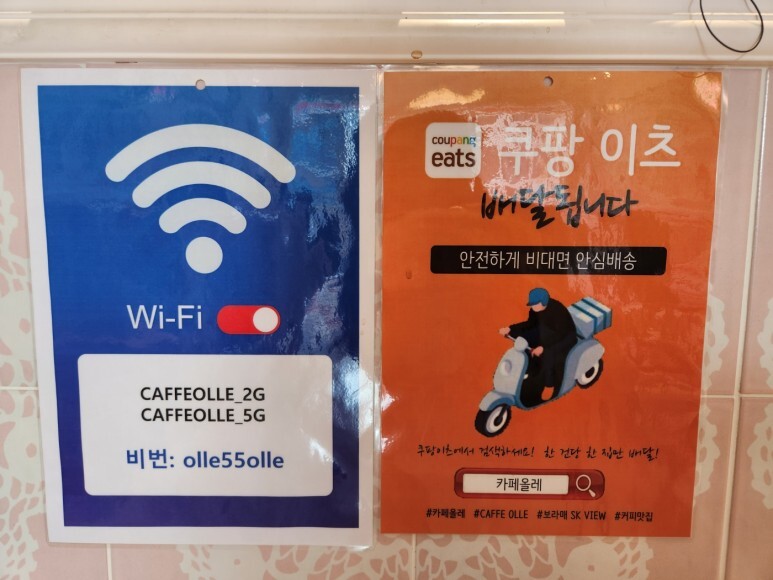 Wi-Fi
CAFFEOLLE_2G
CAFFEOLLE_5G
비번: olle55olle
coupang
eats
쿠팡 이츠
배달됩니다
안전하게 비대면 안심배송
쿠팡이츠에서 검색하세요! 한 건당 한 집만 배달!
카페올레
#카페올레 #CAFFE OLLE #보라매 SK VIEW #커피맛집